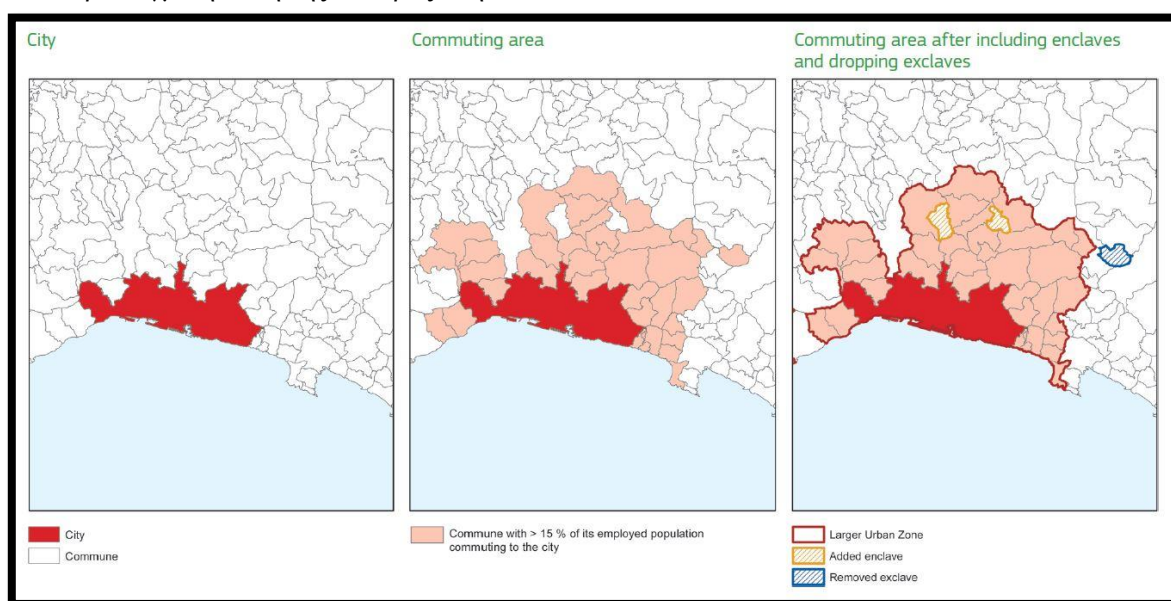 City
Commuting area
Commuting area after including enclaves
and dropping exclaves
City
Commune
Commune with > 15 % of its employed population
commuting to the city
Larger Urban Zone
Added enclave
Removed exclave